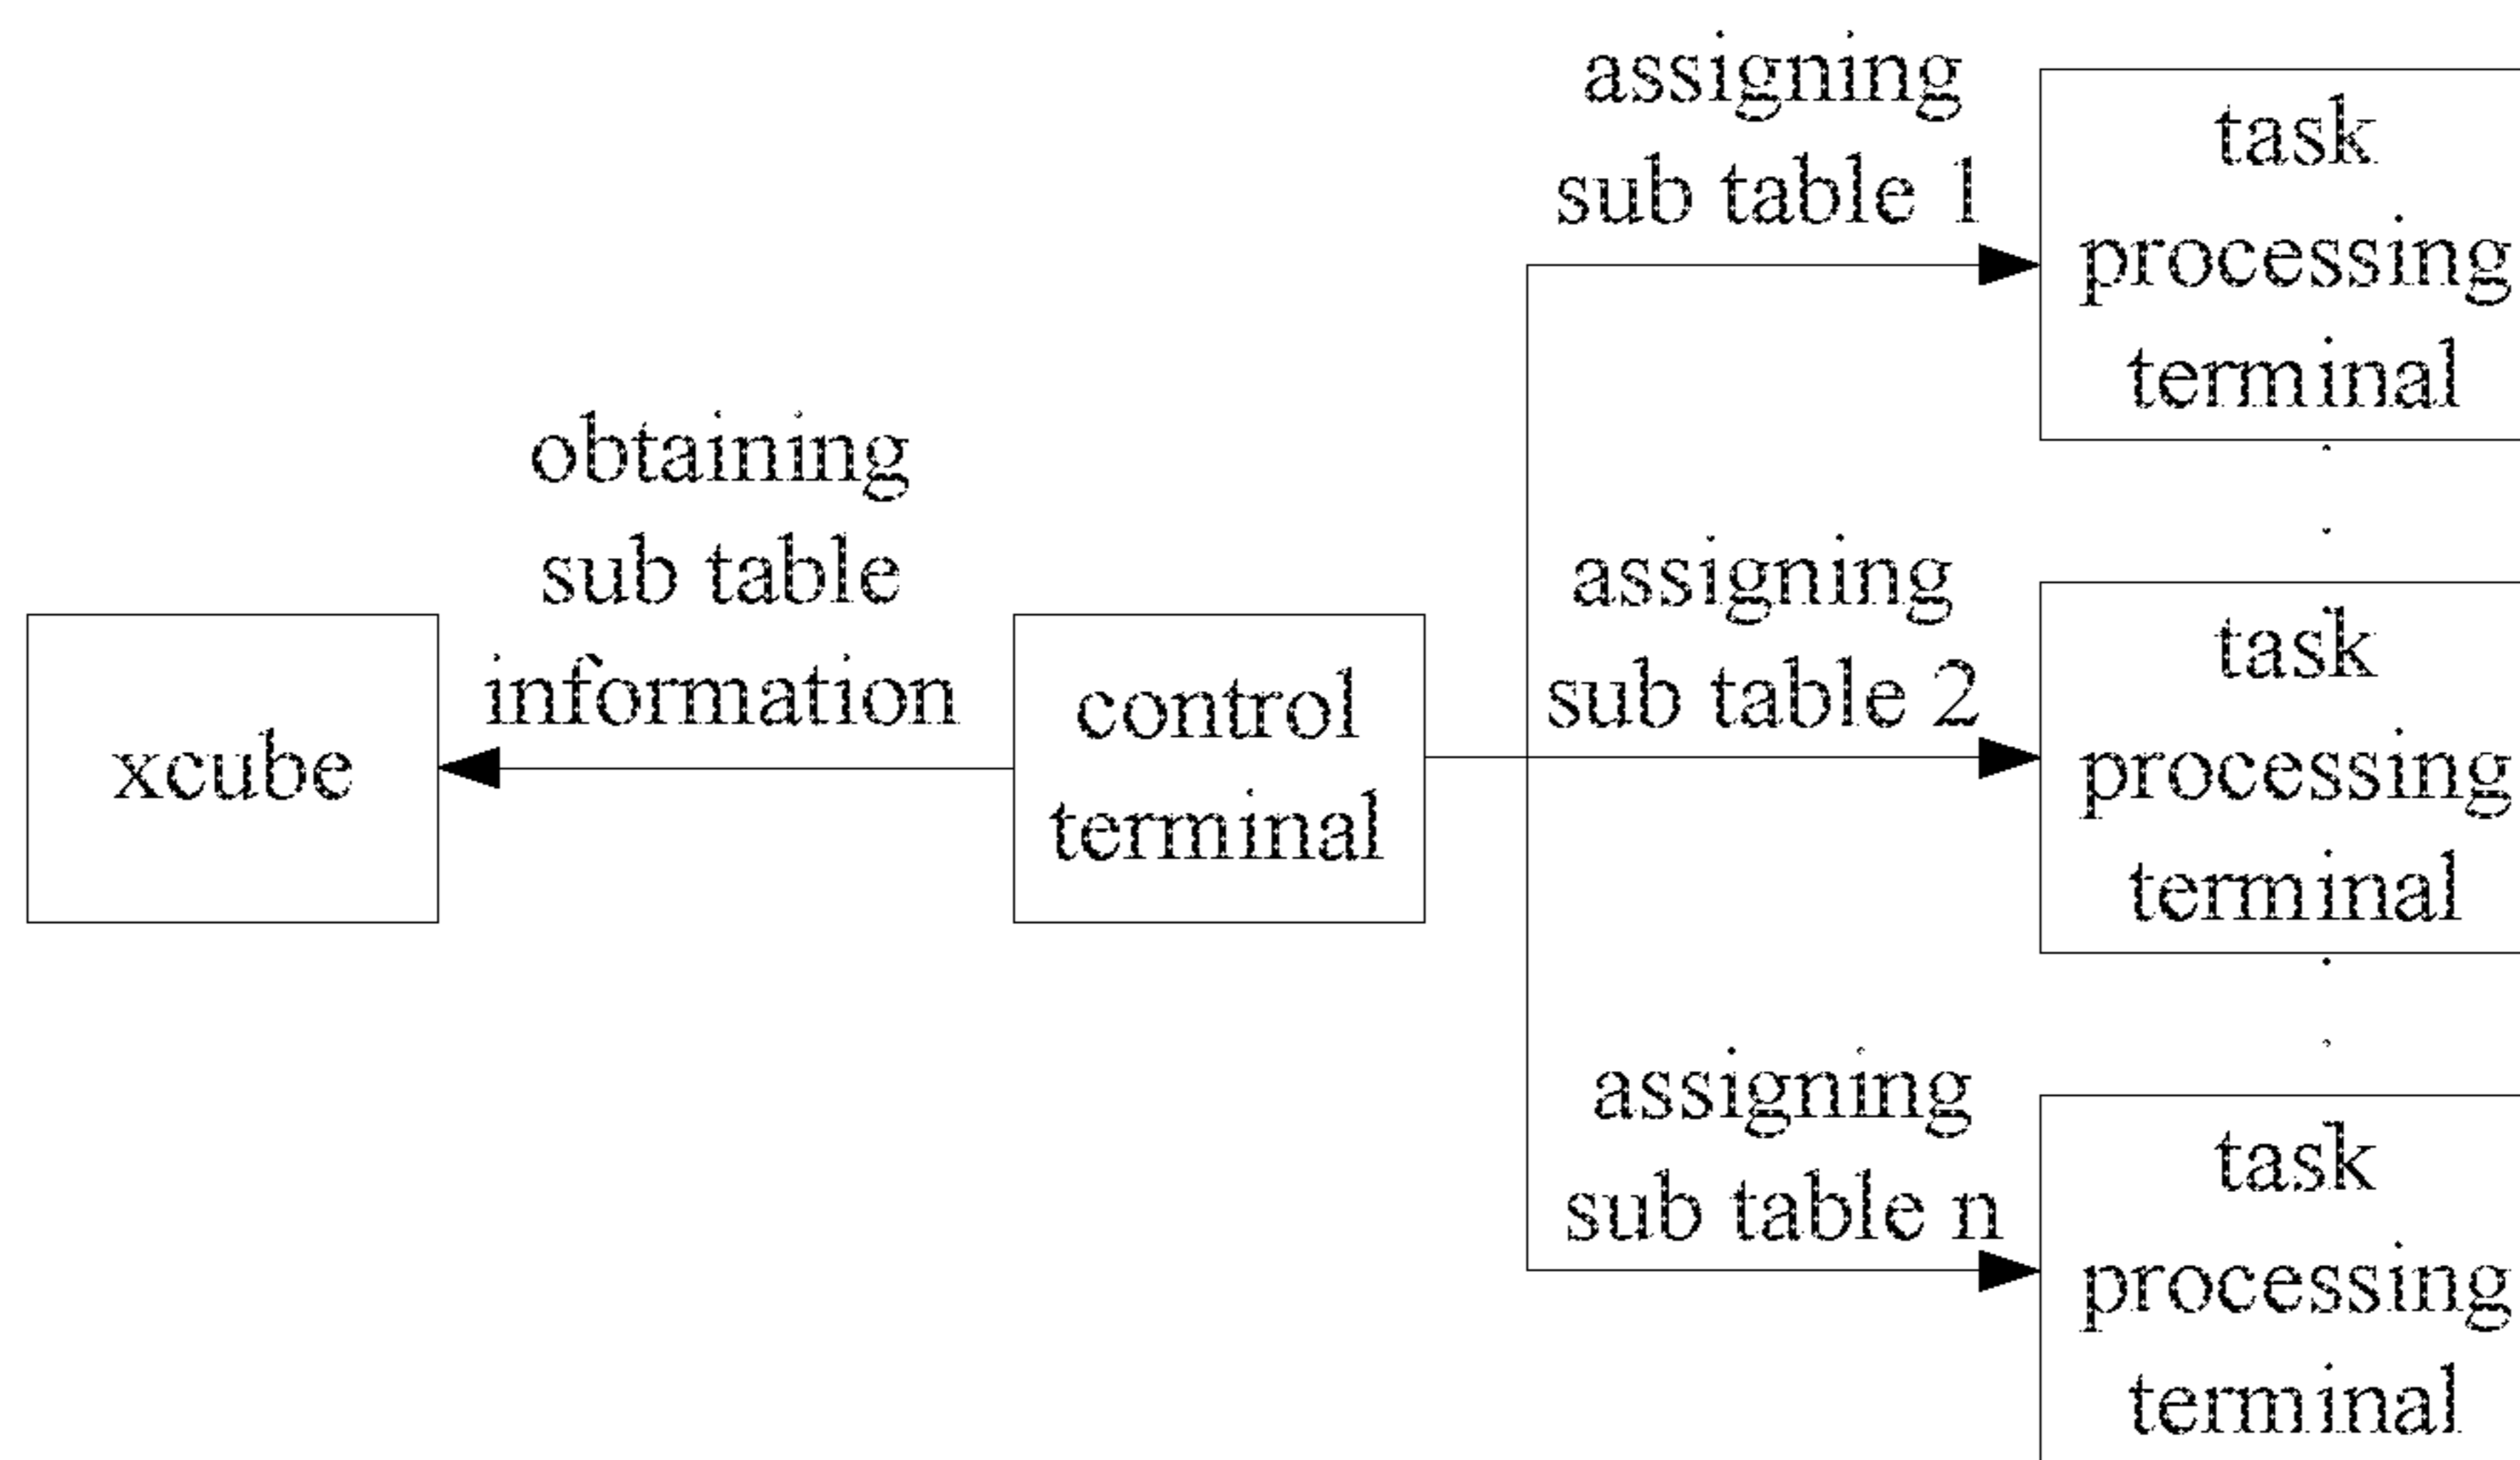 xcube
obtaining
sub table
information
control
terminal
assigning
sub table 1
task
processing
terminal
assigning
sub table 2
task
processing
terminal
assigning
sub table n
task
processing
terminal